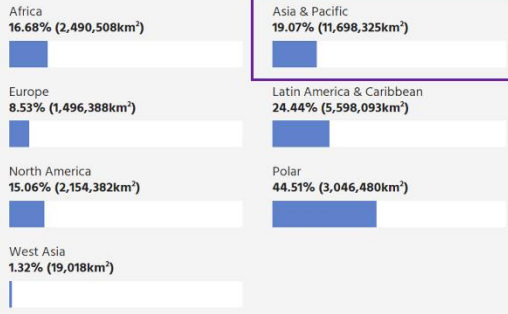 Africa
16.68% (2,490,508km²)
Asia & Pacific
19.07% (11,698,325km²)
Europe
8.53% (1,496,388km²)
Latin America & Caribbean
24.44% (5,598,093km²)
North America
15.06% (2,154,382km²)
Polar
44.51% (3,046,480km²)
West Asia
1.32% (19,018km²)